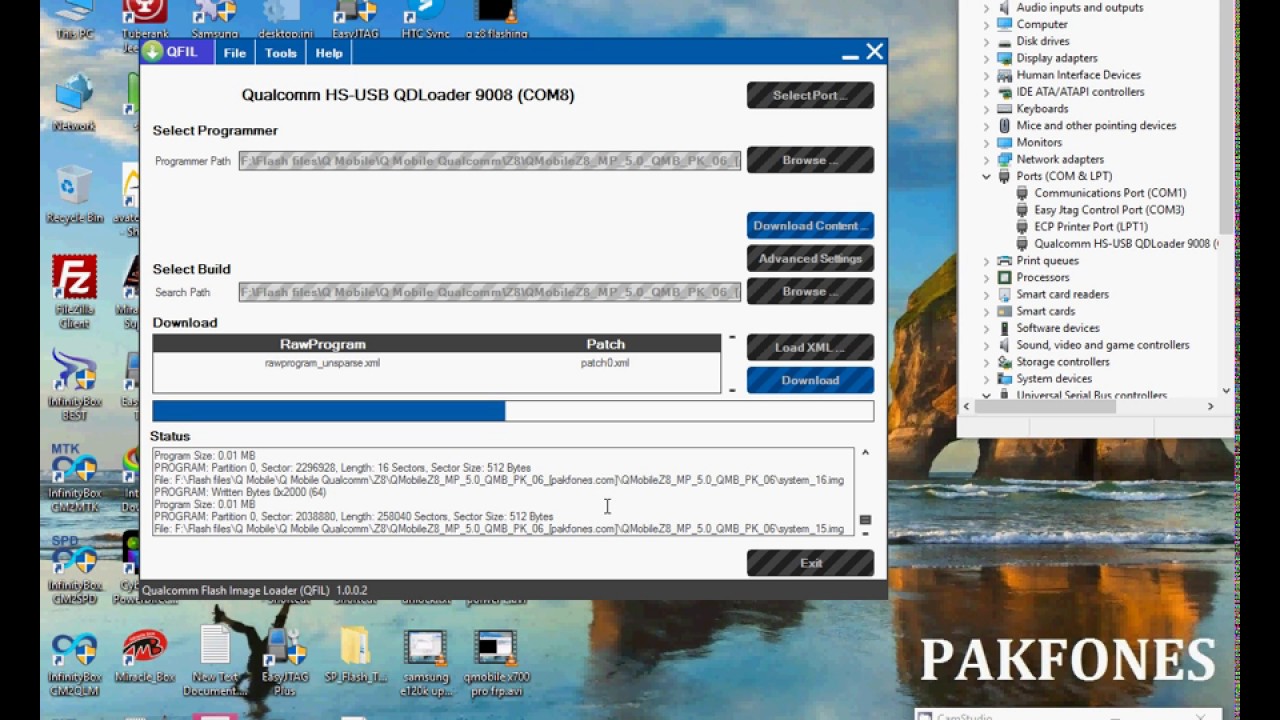 This PC
Tuberank
Samsung
desktop.ini
EasyJTAG
HTC Sync
q z8 flashing
Network
Recycle Bin
FileZilla
Client
InfinityBox
BEST
MTK
InfinityBox
CM2MTK
SPD
InfinityBox
CM2SPD
InfinityBox
CM2QLM
Miracle_Box
New Text
Document....
EasyJTAG
Plus
SP_Flash_T...
samsung
e120k up...
qmobile x700
pro frp.avi
QFIL
File
Tools
Help
Qualcomm HS-USB QDLoader 9008 (COM8)
Select Port ...
Select Programmer
Programmer Path
F:\Flash files\Q Mobile\Q Mobile Qualcomm\Z8\QMobileZ8_MP_5.0_QMB_PK_06_[
Browse ...
Download Content ...
Advanced Settings
Select Build
Search Path
F:\Flash files\Q Mobile\Q Mobile Qualcomm\Z8\QMobileZ8_MP_5.0_QMB_PK_06_[
Browse ...
Download
RawProgram
Patch
Load XML ...
rawprogram_unsparse.xml
patch0.xml
Download
Status
Program Size: 0.01 MB
PROGRAM: Partition 0, Sector: 2296928, Length: 16 Sectors, Sector Size: 512 Bytes
File: F:\Flash files\Q Mobile\Q Mobile Qualcomm\Z8\QMobileZ8_MP_5.0_QMB_PK_06_[pakfones.com]\QMobileZ8_MP_5.0_QMB_PK_06\system_16.img
PROGRAM: Written Bytes 0x2000 (64)
Program Size: 0.01 MB
PROGRAM: Partition 0, Sector: 2038880, Length: 258040 Sectors, Sector Size: 512 Bytes
File: F:\Flash files\Q Mobile\Q Mobile Qualcomm\Z8\QMobileZ8_MP_5.0_QMB_PK_06_[pakfones.com]\QMobileZ8_MP_5.0_QMB_PK_06\system_15.img
Exit
Qualcomm Flash Image Loader (QFIL) 1.0.0.2
Audio inputs and outputs
Computer
Disk drives
Display adapters
Human Interface Devices
IDE ATA/ATAPI controllers
Keyboards
Mice and other pointing devices
Monitors
Network adapters
Ports (COM & LPT)
Communications Port (COM1)
Easy Jtag Control Port (COM3)
ECP Printer Port (LPT1)
Qualcomm HS-USB QDLoader 9008 (
Print queues
Processors
Smart card readers
Smart cards
Software devices
Sound, video and game controllers
Storage controllers
System devices
Universal Serial Bus controllers
PAKFONES
CamStudio